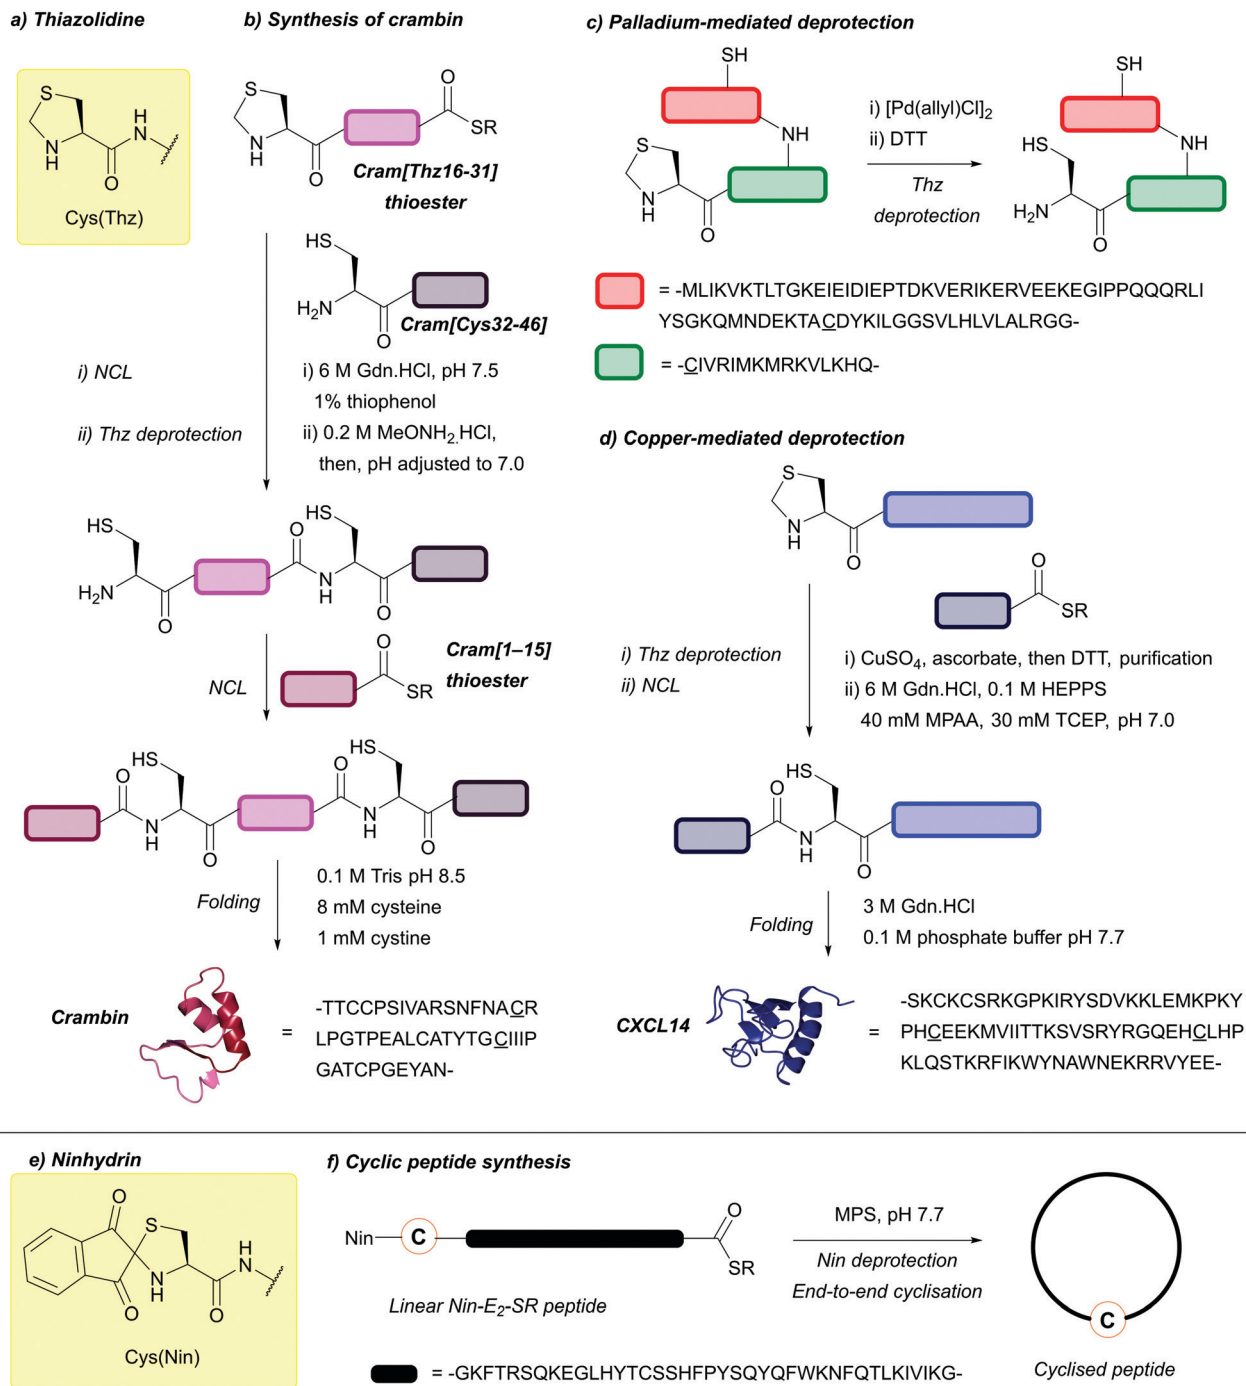 a) Thiazolidine
S
N
H
H
N
O
Cys(Thz)
b) Synthesis of crambin
S
N
H
O
O
SR
Cram[Thz16-31]
thioester
HS
H2N
O
Cram[Cys32-46]
i) NCL
ii) Thz deprotection
i) 6 M Gdn.HCl, pH 7.5
1% thiophenol
ii) 0.2 M MeONH2.HCl,
then, pH adjusted to 7.0
HS
H2N
O
O
N
H
HS
O
NCL
O
SR
Cram[1–15]
thioester
O
N
H
HS
O
O
N
H
HS
O
Folding
0.1 M Tris pH 8.5
8 mM cysteine
1 mM cystine
Crambin
=
-TTCCPSIVARSNFNACR
LPGTPEALCATYTGCIIIP
GATCPGEYAN-
c) Palladium-mediated deprotection
SH
NH
S
N
H
O
i) [Pd(allyl)Cl]2
ii) DTT
Thz
deprotection
SH
NH
HS
H2N
O
= -MLIKVKTLTGKEIEIDIEPTDKVERIKERVEEKEGIPPQQQRLI
YSGKQMNDEKTACDYKILGGSVLHLVLALRGG-
= -CIVRIMKMRKVLKHQ-
d) Copper-mediated deprotection
S
N
H
O
O
SR
i) Thz deprotection
ii) NCL
i) CuSO4, ascorbate, then DTT, purification
ii) 6 M Gdn.HCl, 0.1 M HEPPS
40 mM MPAA, 30 mM TCEP, pH 7.0
O
N
H
HS
O
Folding
3 M Gdn.HCl
0.1 M phosphate buffer pH 7.7
CXCL14
=
-SKCKCSRKGPKIRYSDVKKLEMKPKY
PHCEEKMVIITTKSVSRYRGQEHCLHP
KLQSTKRFIKWYNAWNEKRRVYEE-
e) Ninhydrin
O
S
N
H
O
H
N
O
Cys(Nin)
f) Cyclic peptide synthesis
Nin
C
O
SR
Linear Nin-E2-SR peptide
MPS, pH 7.7
Nin deprotection
End-to-end cyclisation
C
Cyclised peptide
= -GKFTRSQKEGLHYTCSSHFPYSQYQFWKNFQTLKIVIKG-